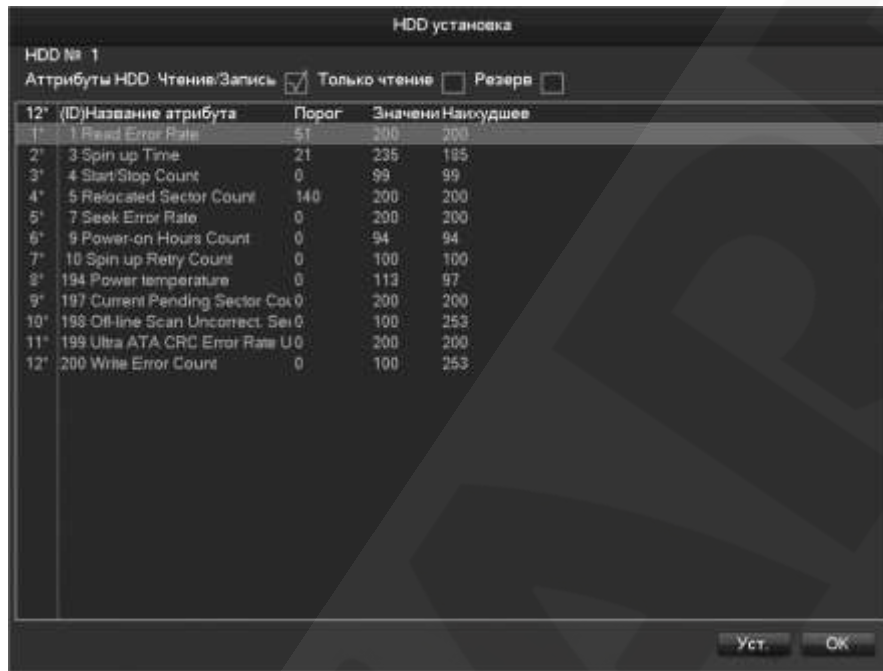 HDD установка
HDD № 1
Аттрибуты HDD Чтение/Запись Только чтение Резерв
12* (ID)Название атрибута Порог Значени Наихудшее
1* 1 Read Error Rate 51 200 200
2* 3 Spin up Time 21 235 185
3* 4 Start/Stop Count 0 99 99
4* 5 Relocated Sector Count 140 200 200
5* 7 Seek Error Rate 0 200 200
6* 9 Power-on Hours Count 0 94 94
7* 10 Spin up Retry Count 0 100 100
8* 194 Power temperature 0 113 97
9* 197 Current Pending Sector Cou 0 200 200
10* 198 Off-line Scan Uncorrect. Sec 0 100 253
11* 199 Ultra ATA CRC Error Rate U 0 200 200
12* 200 Write Error Count 0 100 253
Уст. OK